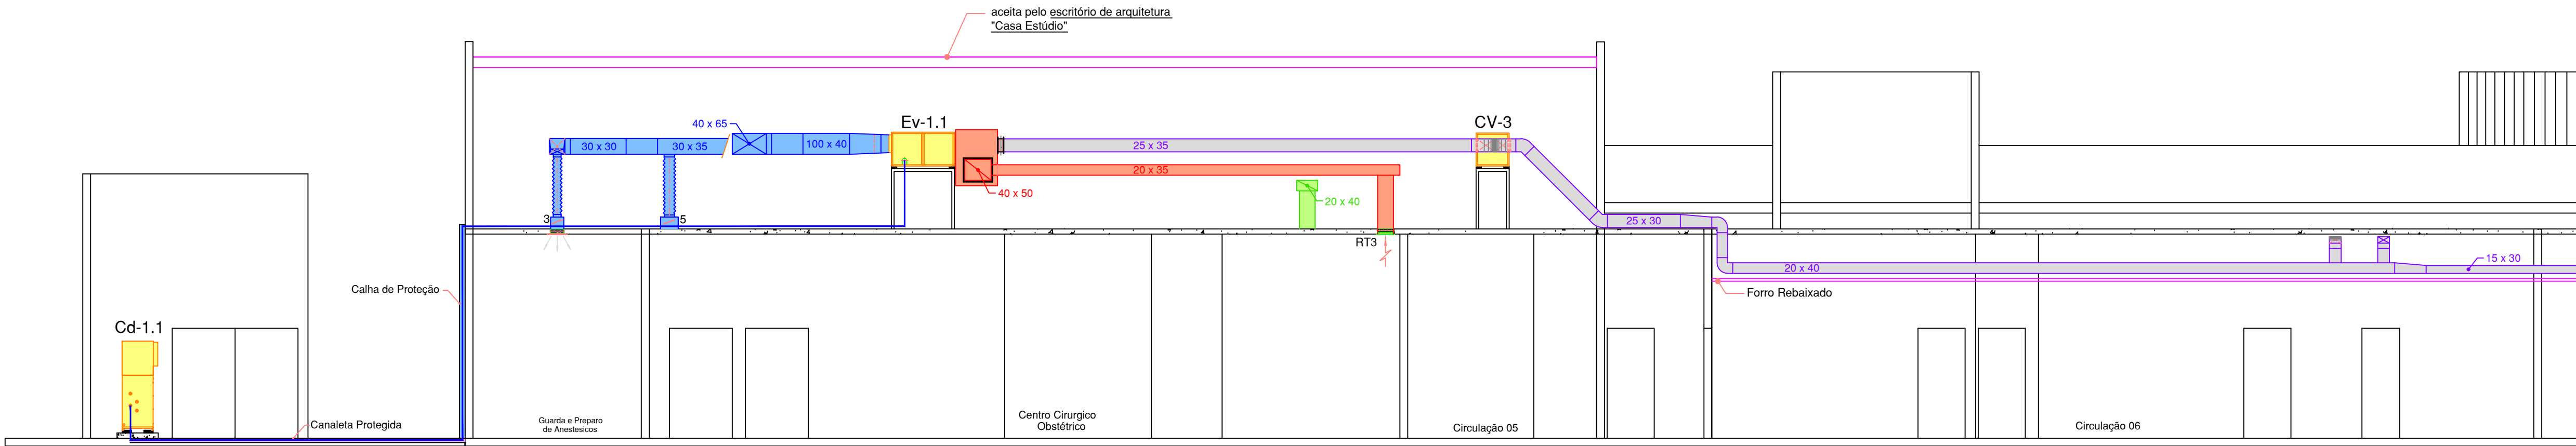 aceita pelo escritório de arquitetura
"Casa Estúdio"
40 x 65
Ev-1.1
CV-3
30 x 30
30 x 35
100 x 40
25 x 35
20 x 35
40 x 50
20 x 40
3
5
25 x 30
RT3
15 x 30
20 x 40
Calha de Proteção
Forro Rebaixado
Cd-1.1
Canaleta Protegida
Guarda e Preparo
de Anestesicos
Centro Cirurgico
Obstétrico
Circulação 05
Circulação 06